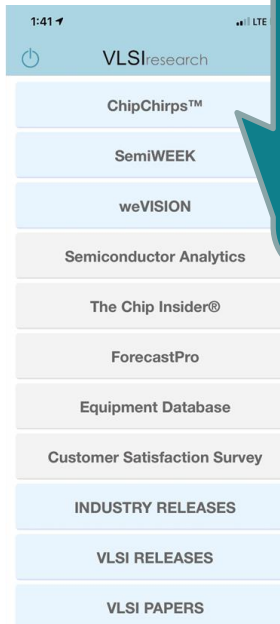 1:41 LTE
VLSIresearch
ChipChirps™
SemiWEEK
weVISION
Semiconductor Analytics
The Chip Insider®
ForecastPro
Equipment Database
Customer Satisfaction Survey
INDUSTRY RELEASES
VLSI RELEASES
VLSI PAPERS